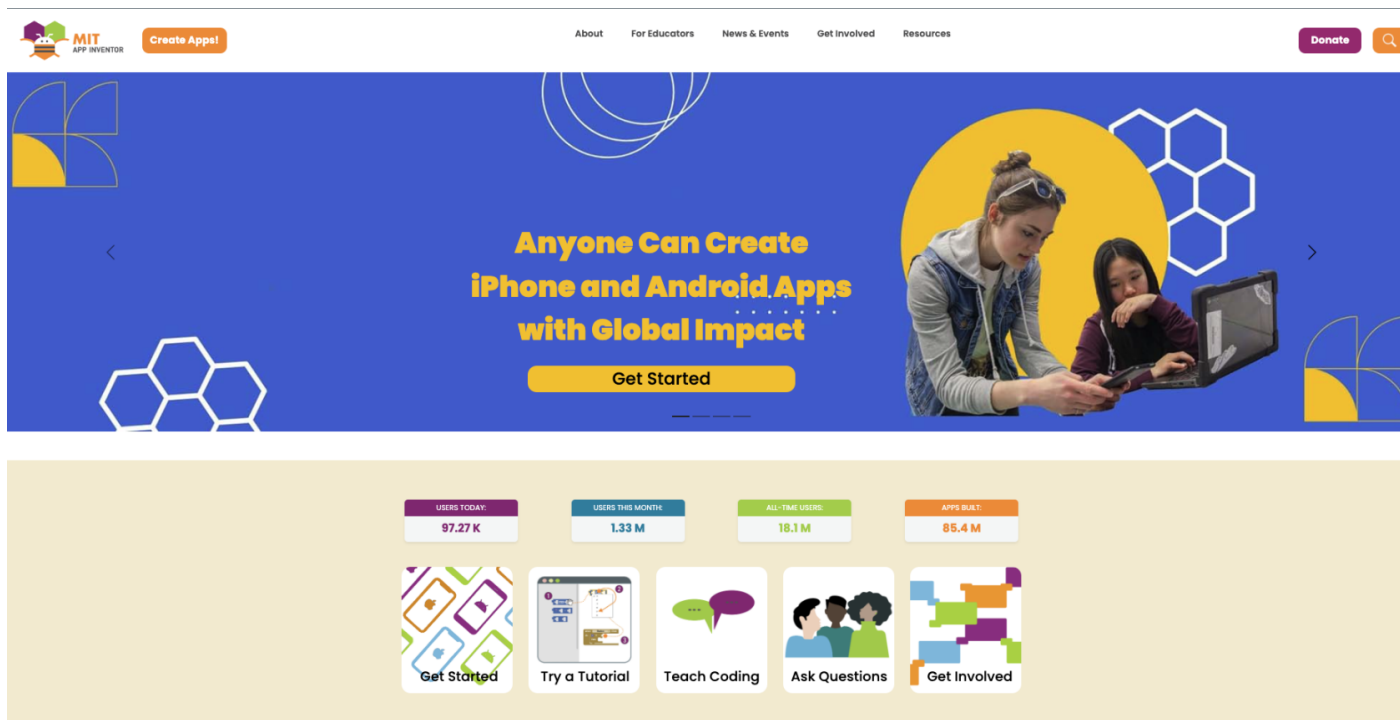 MIT
APP INVENTOR
Create Apps!
About
For Educators
News & Events
Get Involved
Resources
Donate
Anyone Can Create
iPhone and Android Apps
with Global Impact
Get Started
USERS TODAY:
97.27 K
USERS THIS MONTH:
1.33 M
ALL-TIME USERS:
18.1 M
APPS BUILT:
85.4 M
Get Started
Try a Tutorial
Teach Coding
Ask Questions
Get Involved